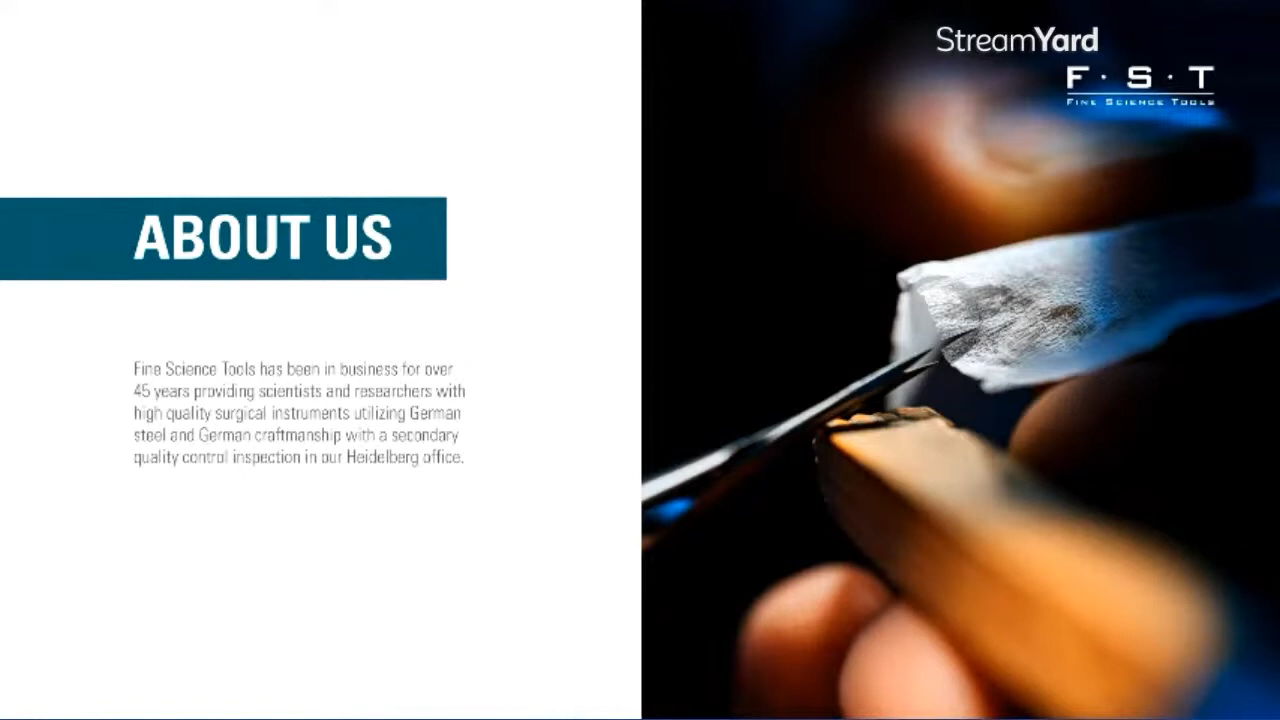 StreamYard
F · S · T
FINE SCIENCE TOOLS
ABOUT US
Fine Science Tools has been in business for over
45 years providing scientists and researchers with
high quality surgical instruments utilizing German
steel and German craftmanship with a secondary
quality control inspection in our Heidelberg office.